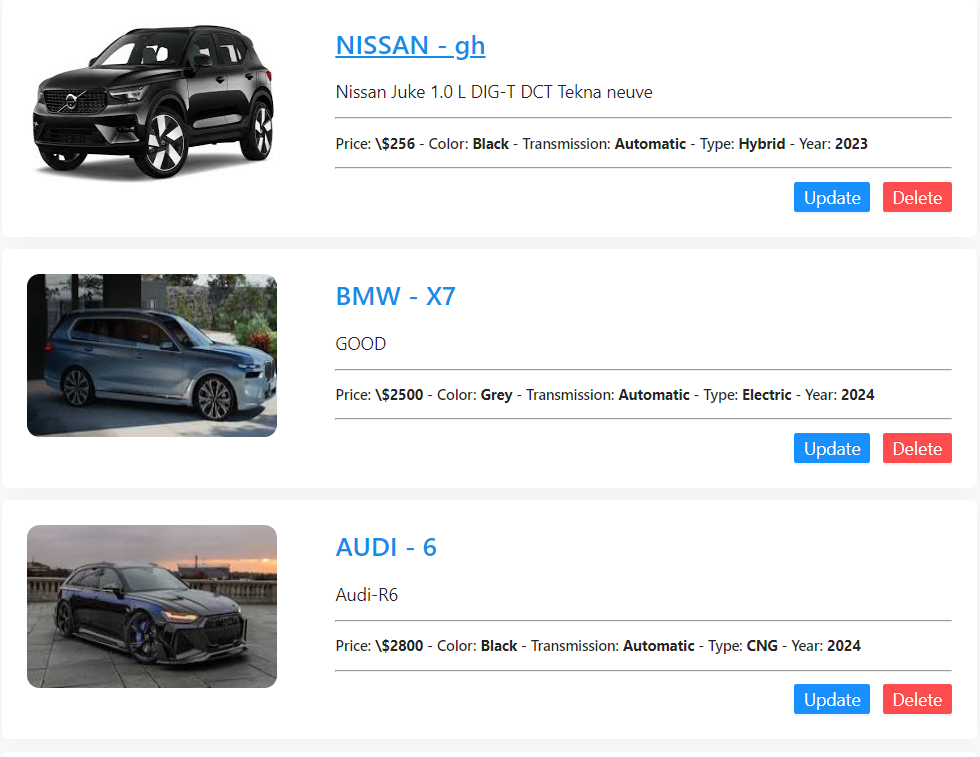 NISSAN - gh
Nissan Juke 1.0 L DIG-T DCT Tekna neuve
Price: \$256 - Color: Black - Transmission: Automatic - Type: Hybrid - Year: 2023
Update Delete
BMW - X7
GOOD
Price: \$2500 - Color: Grey - Transmission: Automatic - Type: Electric - Year: 2024
Update Delete
AUDI - 6
Audi-R6
Price: \$2800 - Color: Black - Transmission: Automatic - Type: CNG - Year: 2024
Update Delete